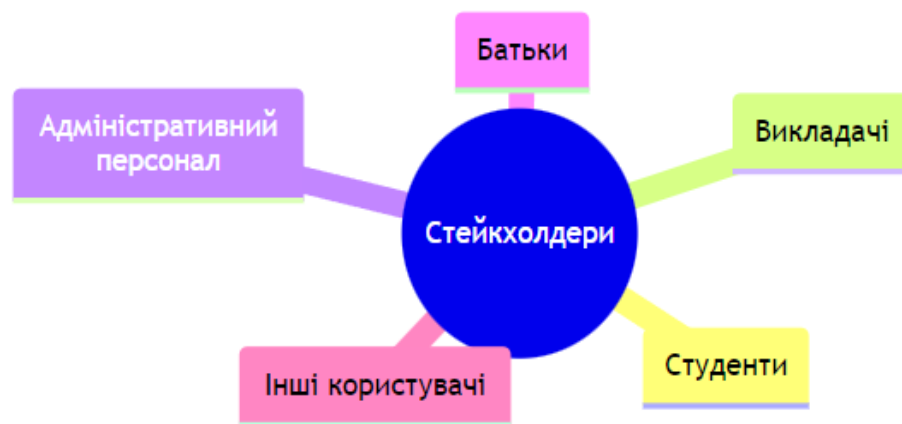 Батьки
Адміністративний
персонал
Викладачі
Стейкхолдери
Студенти
Інші користувачі